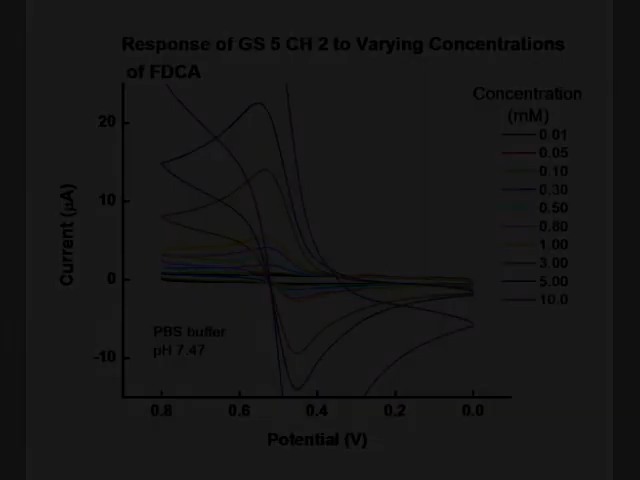 Response of GS 5 CH 2 to Varying Concentrations
of FDCA
Concentration
(mM)
0.01
0.05
0.10
0.30
0.50
0.80
1.00
3.00
5.00
10.0
20
10
0
-10
Current (µA)
PBS buffer
pH 7.47
0.8
0.6
0.4
0.2
0.0
Potential (V)